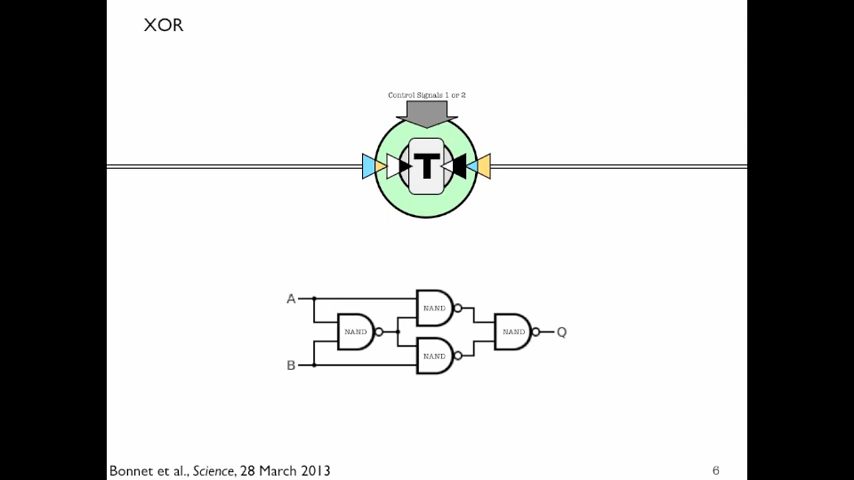 XOR
Control Signals 1 or 2
T
A
NAND
NAND
NAND
NAND
Q
B
Bonnet et al., Science, 28 March 2013
6